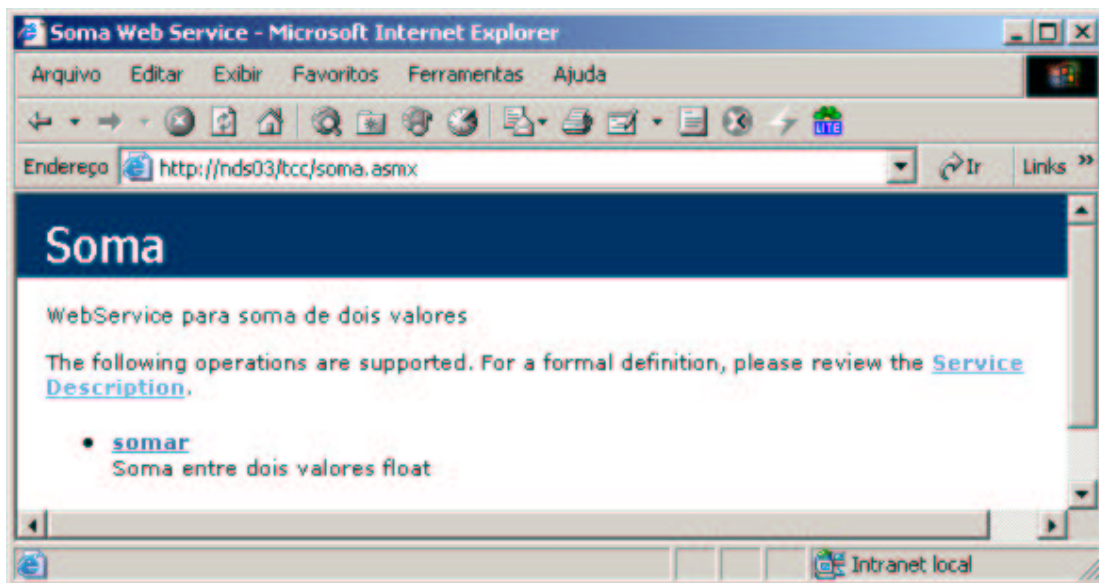 Soma Web Service - Microsoft Internet Explorer
Arquivo Editar Exibir Favoritos Ferramentas Ajuda
LITE
Endereço http://nds03/tcc/soma.asmx Ir Links »
Soma
WebService para soma de dois valores
The following operations are supported. For a formal definition, please review the Service
Description.
• somar
Soma entre dois valores float
Intranet local